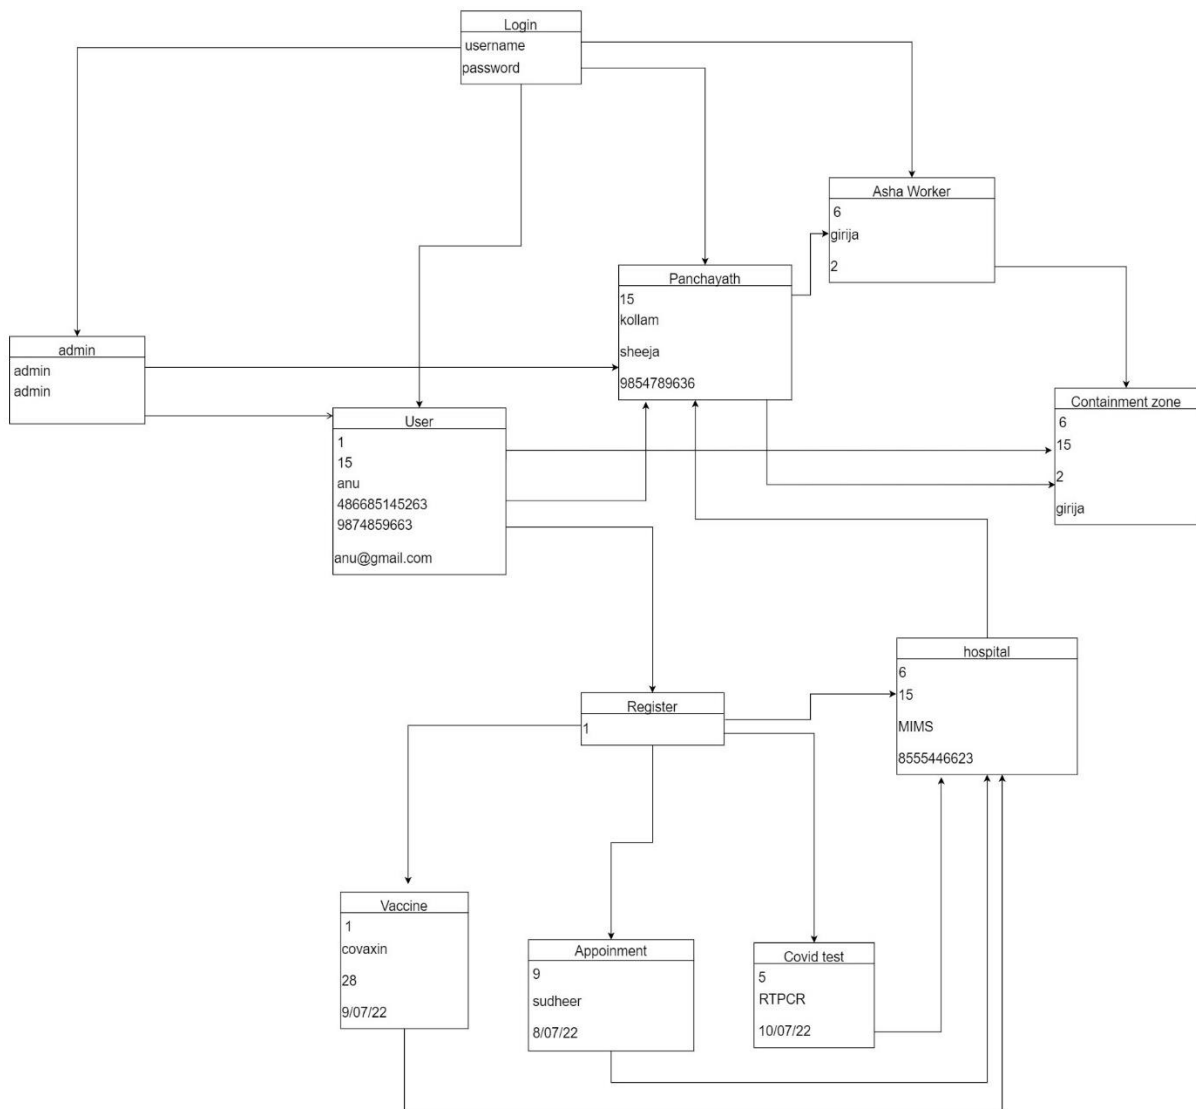 Login
username
password
Asha Worker
6
girija
2
Panchayath
15
kollam
sheeja
9854789636
admin
admin
admin
User
1
15
anu
486685145263
9874859663
anu@gmail.com
Containment zone
6
15
2
girija
hospital
6
15
MIMS
8555446623
Register
1
Vaccine
1
covaxin
28
9/07/22
Appoinment
9
sudheer
8/07/22
Covid test
5
RTPCR
10/07/22